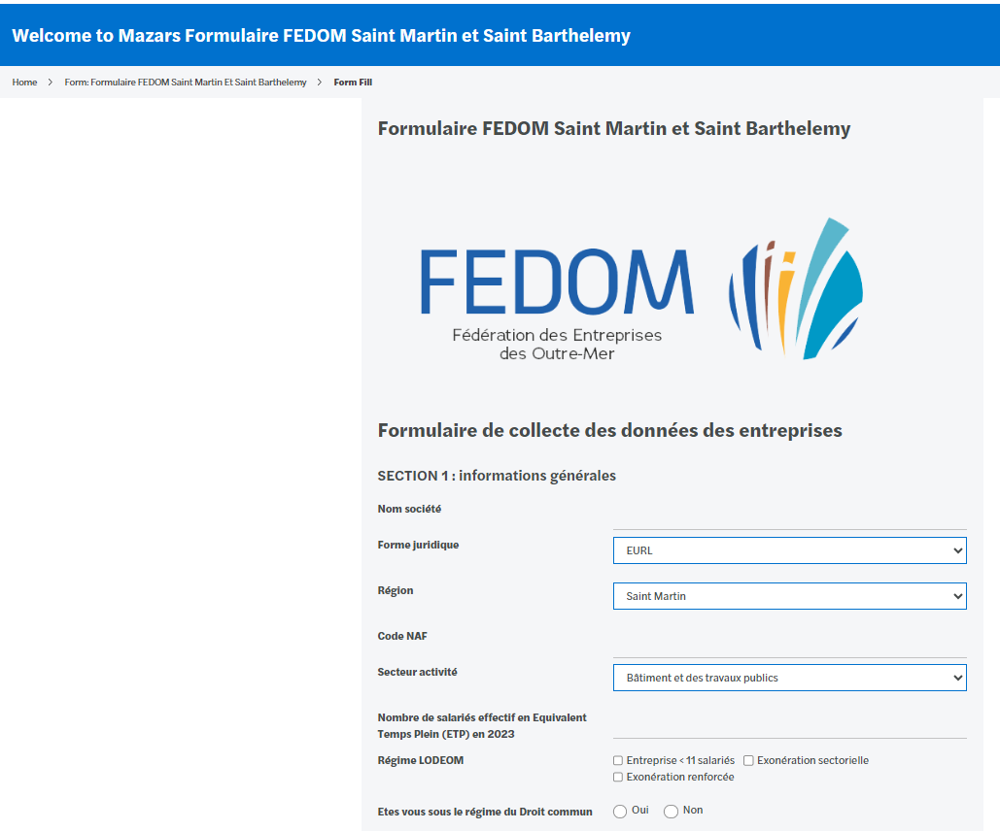 Welcome to Mazars Formulaire FEDOM Saint Martin et Saint Barthelemy
Home > Form: Formulaire FEDOM Saint Martin Et Saint Barthelemy > Form Fill
Formulaire FEDOM Saint Martin et Saint Barthelemy
FEDOM
Fédération des Entreprises
des Outre-Mer
Formulaire de collecte des données des entreprises
SECTION 1 : informations générales
Nom société
Forme juridique
EURL
Région
Saint Martin
Code NAF
Secteur activité
Bâtiment et des travaux publics
Nombre de salariés effectif en Equivalent
Temps Plein (ETP) en 2023
Régime LODEOM
Entreprise < 11 salariés Exonération sectorielle
Exonération renforcée
Etes vous sous le régime du Droit commun
Oui Non